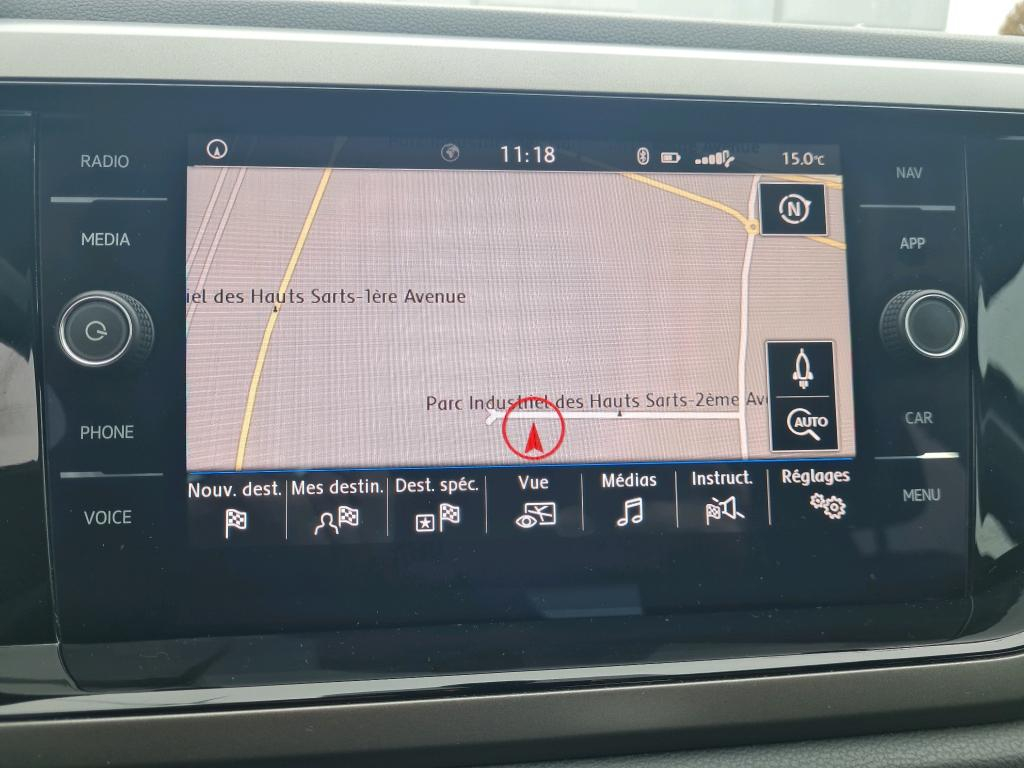 RADIO
MEDIA
PHONE
VOICE
11:18
15.0°C
N
iel des Hauts Sarts-1ère Avenue
Parc Industriel des Hauts Sarts-2ème Av
AUTO
Nouv. dest.
Mes destin.
Dest. spéc.
Vue
Médias
Instruct.
Réglages
NAV
APP
CAR
MENU